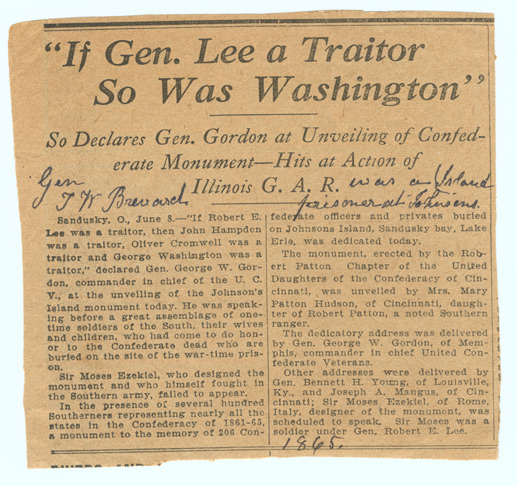 "If Gen. Lee a Traitor
So Was Washington"
So Declares Gen. Gordon at Unveiling of Confed-
erate Monument—Hits at Action of
Illinois G. A. R.
Gen
T W Brevard
was a
prisoner at Johnsons
Island
Sandusky, O., June 8.—"If Robert E.
Lee was a traitor, then John Hampden
was a traitor, Oliver Cromwell was a
traitor and George Washington was a
traitor," declared Gen. George W. Gor-
don, commander in chief of the U. C.
V., at the unveiling of the Johnson's
Island monument today. He was speak-
ing before a great assemblage of one-
time soldiers of the South, their wives
and children, who had come to do hon-
or to the Confederate dead who are
buried on the site of the war-time pris-
on.
Sir Moses Ezekiel, who designed the
monument and who himself fought in
the Southern army, failed to appear.
In the presence of several hundred
Southerners representing nearly all the
states in the Confederacy of 1861-65,
a monument to the memory of 206 Con-
federate officers and privates buried
on Johnsons Island, Sandusky bay, Lake
Erie, was dedicated today.
The monument, erected by the Rob-
ert Patton Chapter of the United
Daughters of the Confederacy of Cin-
cinnati, was unveiled by Mrs. Mary
Patton Hudson, of Cincinnati, daugh-
ter of Robert Patton, a noted Southern
ranger.
The dedicatory address was delivered
by Gen. George W. Gordon, of Mem-
phis, commander in chief United Con-
federate Veterans.
Other addresses were delivered by
Gen. Bennett H. Young, of Louisville,
Ky., and Joseph A. Mangus, of Cin-
cinnati; Sir Moses Ezekiel, of Rome,
Italy, designer of the monument, was
scheduled to speak. Sir Moses was a
soldier under Gen. Robert E. Lee.
1865.